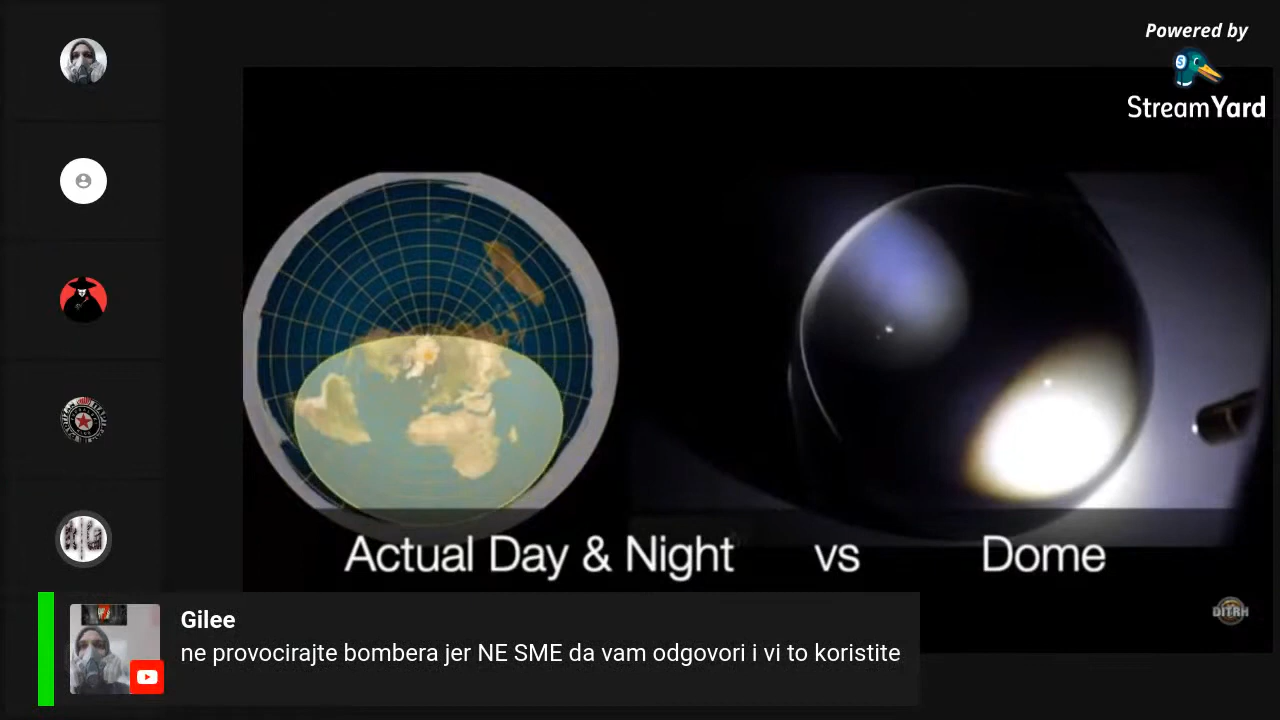 Powered by
StreamYard
Actual Day & Night vs Dome
DITRH
Gilee
ne provocirajte bombera jer NE SME da vam odgovori i vi to koristite